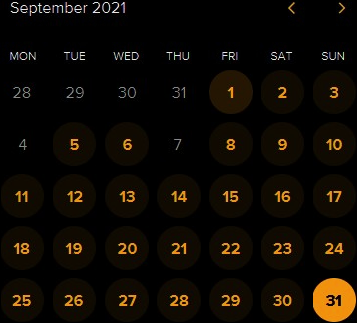 September 2021
MON TUE WED THU FRI SAT SUN
28 29 30 31 1 2 3
4 5 6 7 8 9 10
11 12 13 14 15 16 17
18 19 20 21 22 23 24
25 26 27 28 29 30 31